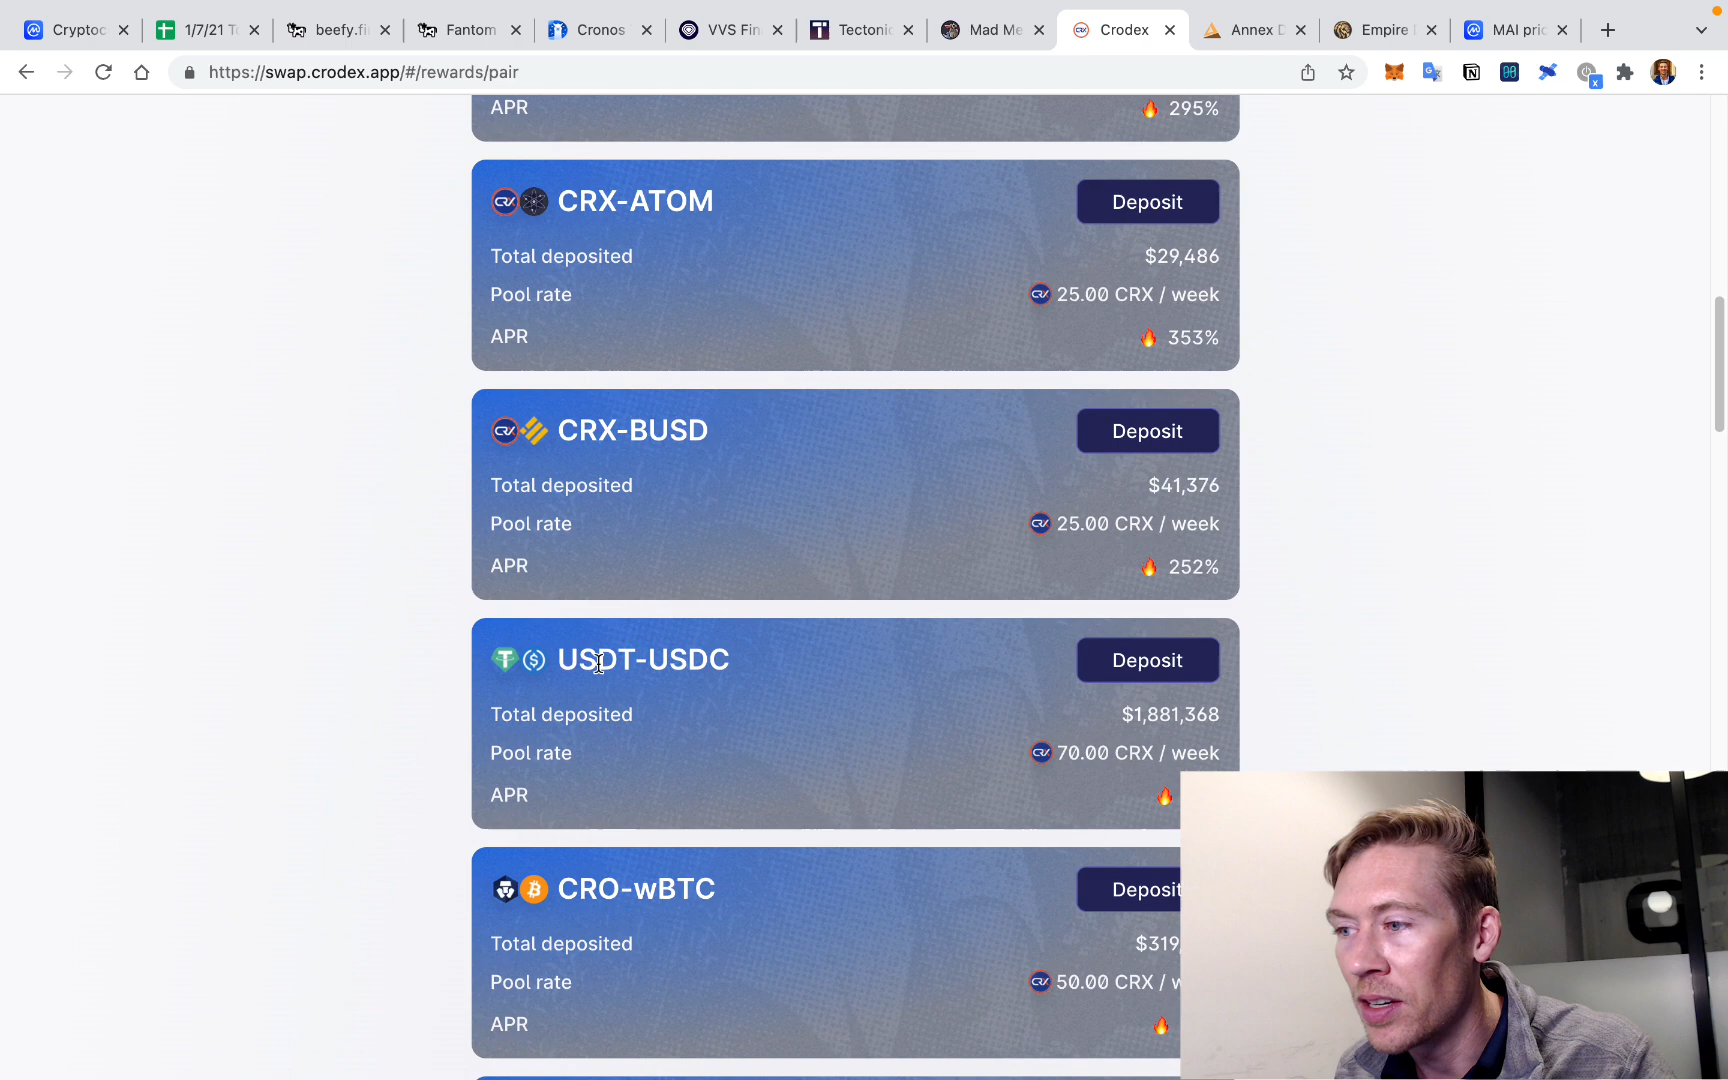 Cryptoc
1/7/21 T
beefy.fi
Fantom
Cronos
VVS Fin
Tectonic
Mad Me
Crodex
Annex D
Empire
MAI pric
https://swap.crodex.app/#/rewards/pair
APR
295%
CRX-ATOM
Deposit
Total deposited
$29,486
Pool rate
25.00 CRX / week
APR
353%
CRX-BUSD
Deposit
Total deposited
$41,376
Pool rate
25.00 CRX / week
APR
252%
USDT-USDC
Deposit
Total deposited
$1,881,368
Pool rate
70.00 CRX / week
APR
CRO-wBTC
Deposit
Total deposited
$319,
Pool rate
50.00 CRX / w
APR